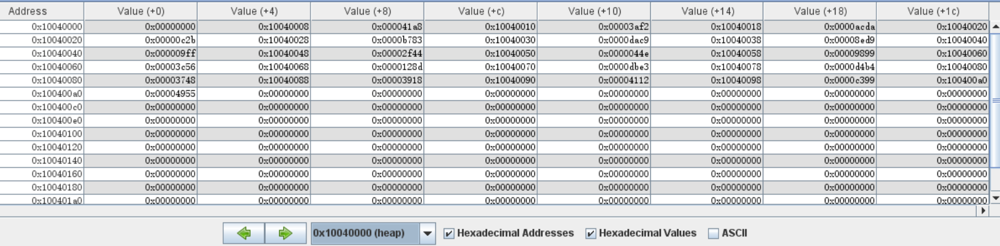 Address Value (+0) Value (+4) Value (+8) Value (+c) Value (+10) Value (+14) Value (+18) Value (+1c)
0x10040000 0x00000000 0x10040008 0x000041a8 0x10040010 0x00003af2 0x10040018 0x0000acda 0x10040020
0x10040020 0x00000c2b 0x10040028 0x0000b783 0x10040030 0x0000dac9 0x10040038 0x00008ed9 0x10040040
0x10040040 0x000009ff 0x10040048 0x00002f44 0x10040050 0x0000044e 0x10040058 0x00009899 0x10040060
0x10040060 0x00003c56 0x10040068 0x0000128d 0x10040070 0x0000dbe3 0x10040078 0x0000d4b4 0x10040080
0x10040080 0x00003748 0x10040088 0x00003918 0x10040090 0x00004112 0x10040098 0x0000c399 0x100400a0
0x100400a0 0x00004955 0x00000000 0x00000000 0x00000000 0x00000000 0x00000000 0x00000000 0x00000000
0x100400c0 0x00000000 0x00000000 0x00000000 0x00000000 0x00000000 0x00000000 0x00000000 0x00000000
0x100400e0 0x00000000 0x00000000 0x00000000 0x00000000 0x00000000 0x00000000 0x00000000 0x00000000
0x10040100 0x00000000 0x00000000 0x00000000 0x00000000 0x00000000 0x00000000 0x00000000 0x00000000
0x10040120 0x00000000 0x00000000 0x00000000 0x00000000 0x00000000 0x00000000 0x00000000 0x00000000
0x10040140 0x00000000 0x00000000 0x00000000 0x00000000 0x00000000 0x00000000 0x00000000 0x00000000
0x10040160 0x00000000 0x00000000 0x00000000 0x00000000 0x00000000 0x00000000 0x00000000 0x00000000
0x10040180 0x00000000 0x00000000 0x00000000 0x00000000 0x00000000 0x00000000 0x00000000 0x00000000
0x100401a0 0x00000000 0x00000000 0x00000000 0x00000000 0x00000000 0x00000000 0x00000000 0x00000000
0x10040000 (heap) Hexadecimal Addresses Hexadecimal Values ASCII